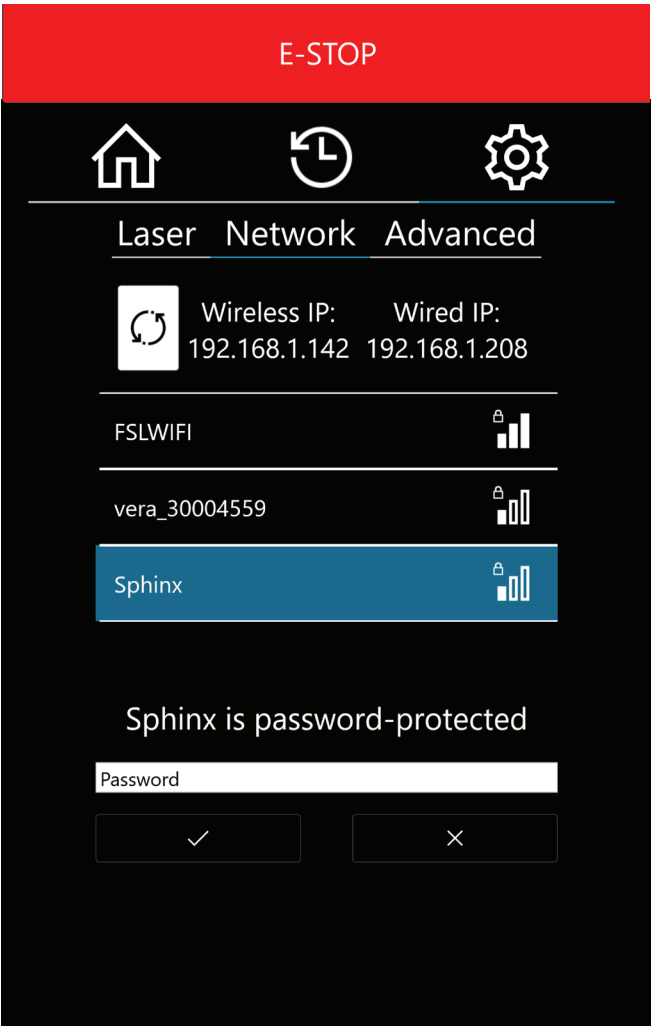 E-STOP
Laser Network Advanced
Wireless IP: Wired IP:
192.168.1.142 192.168.1.208
FSLWIFI
vera_30004559
Sphinx
Sphinx is password-protected
Password